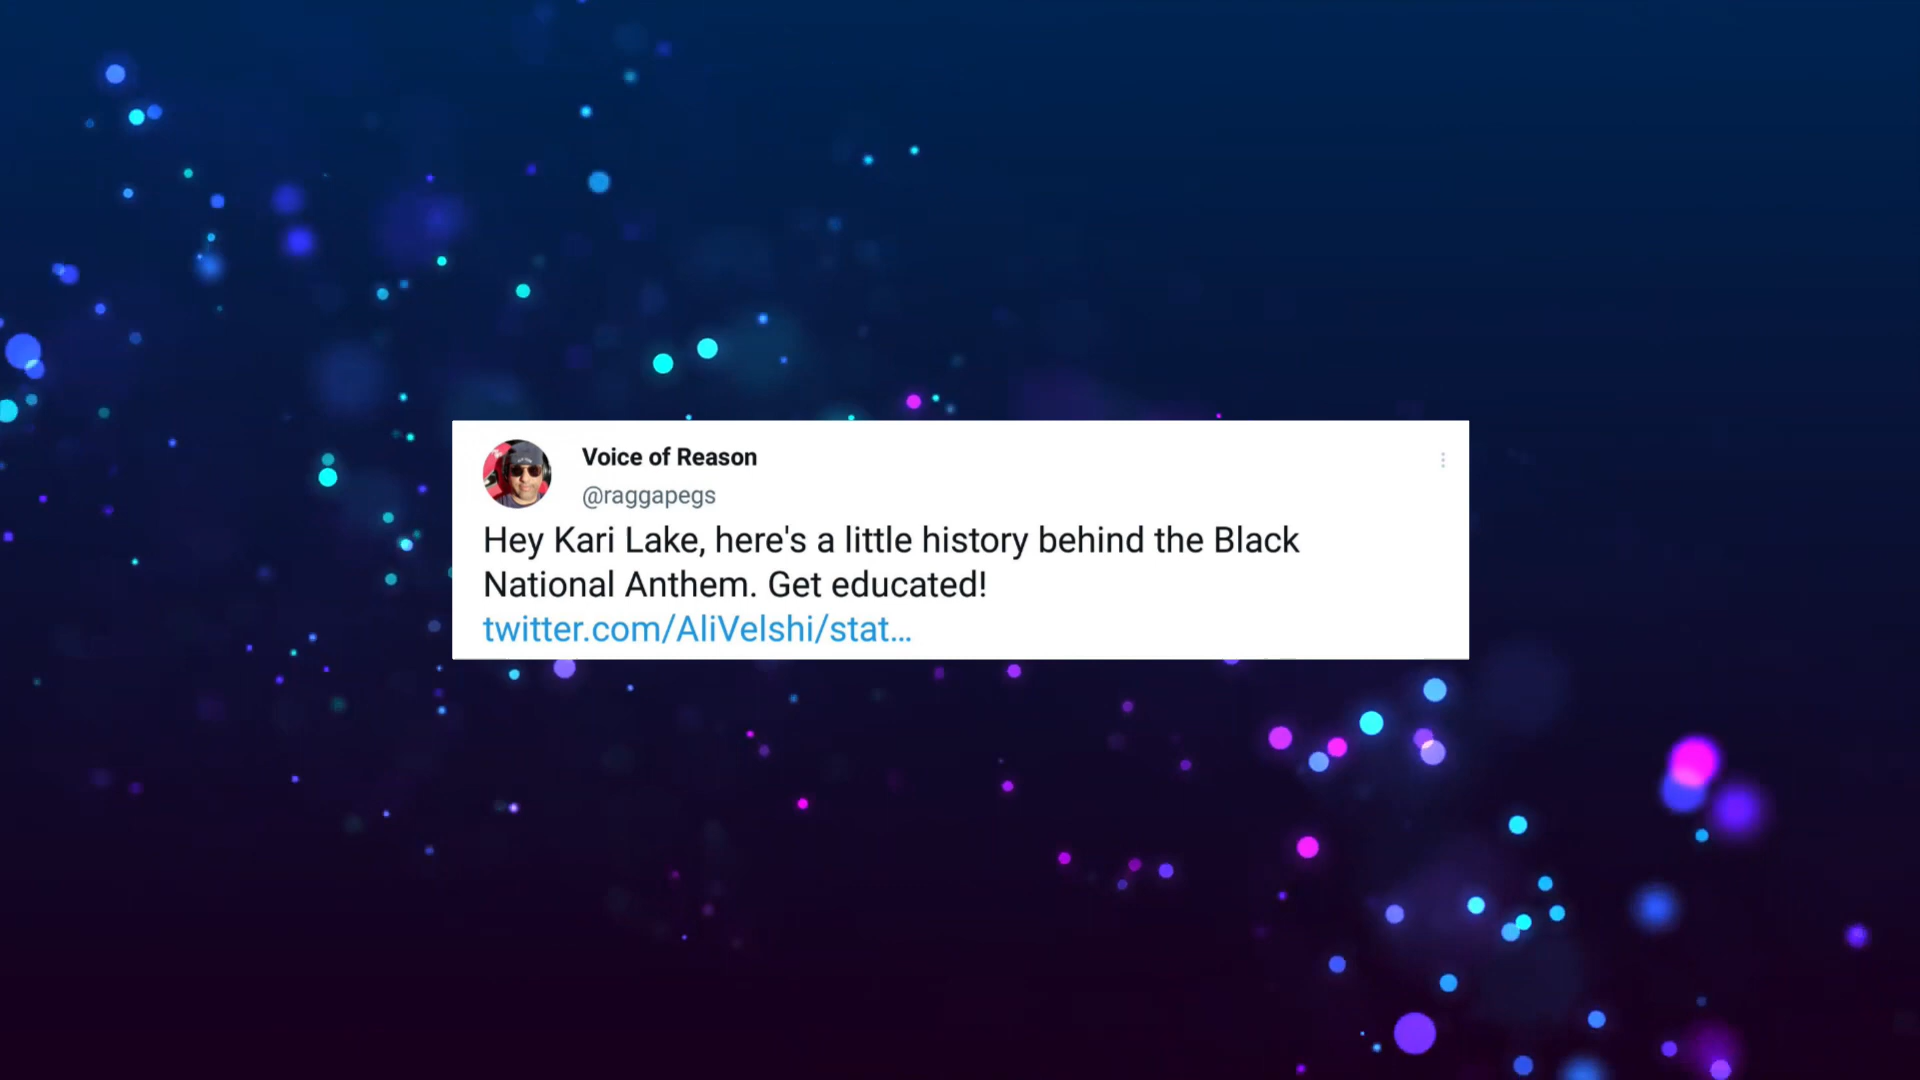 Voice of Reason
@raggapegs
Hey Kari Lake, here's a little history behind the Black
National Anthem. Get educated!
twitter.com/AliVelshi/stat…